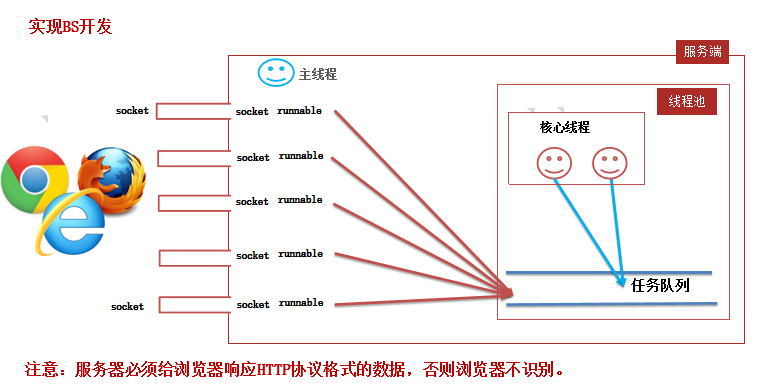 实现BS开发
服务端
主线程
线程池
socket
socket runnable
核心线程
socket runnable
socket runnable
socket runnable
任务队列
socket
socket runnable
注意：服务器必须给浏览器响应HTTP协议格式的数据，否则浏览器不识别。